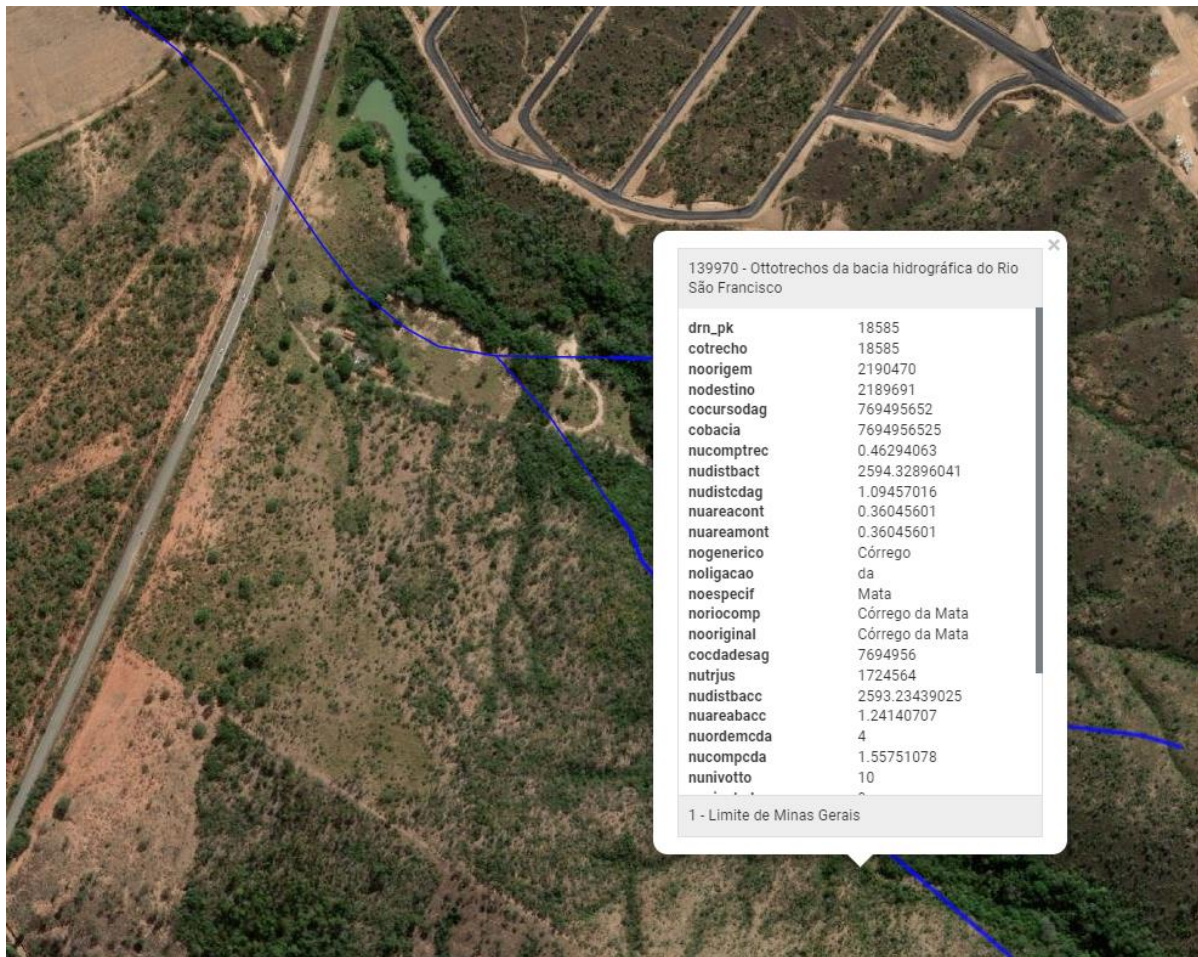 ×
139970 - Ottotrechos da bacia hidrográfica do Rio
São Francisco
drn_pk 18585
cotrecho 18585
noorigem 2190470
nodestino 2189691
cocursodag 769495652
cobacia 7694956525
nucomptrec 0.46294063
nudistbact 2594.32896041
nudistcdag 1.09457016
nuareacont 0.36045601
nuareamont 0.36045601
nogenerico Córrego
noligacao da
noespecif Mata
noriocomp Córrego da Mata
nooriginal Córrego da Mata
cocdadesag 7694956
nutrjus 1724564
nudistbacc 2593.23439025
nuareabacc 1.24140707
nuordemcda 4
nucompcda 1.55751078
nunivotto 10
1 - Limite de Minas Gerais